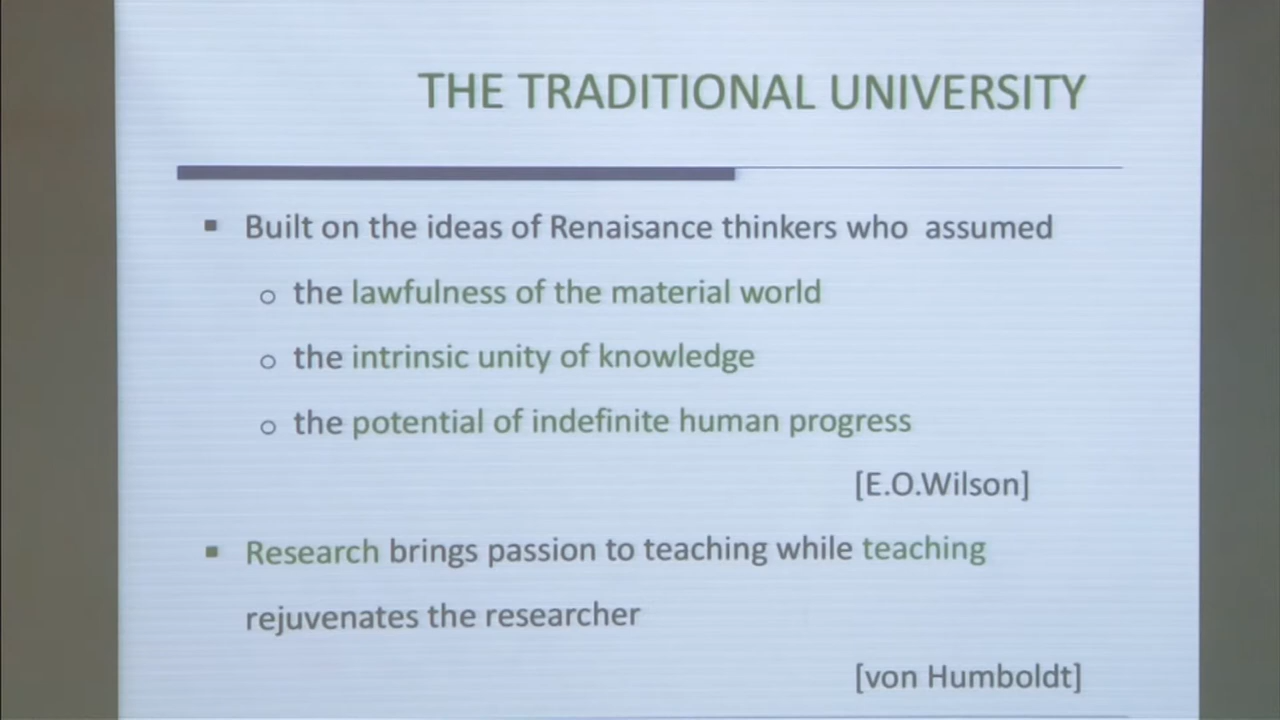 THE TRADITIONAL UNIVERSITY
▪ Built on the ideas of Renaisance thinkers who assumed
o the lawfulness of the material world
o the intrinsic unity of knowledge
o the potential of indefinite human progress
[E.O.Wilson]
▪ Research brings passion to teaching while teaching
rejuvenates the researcher
[von Humboldt]